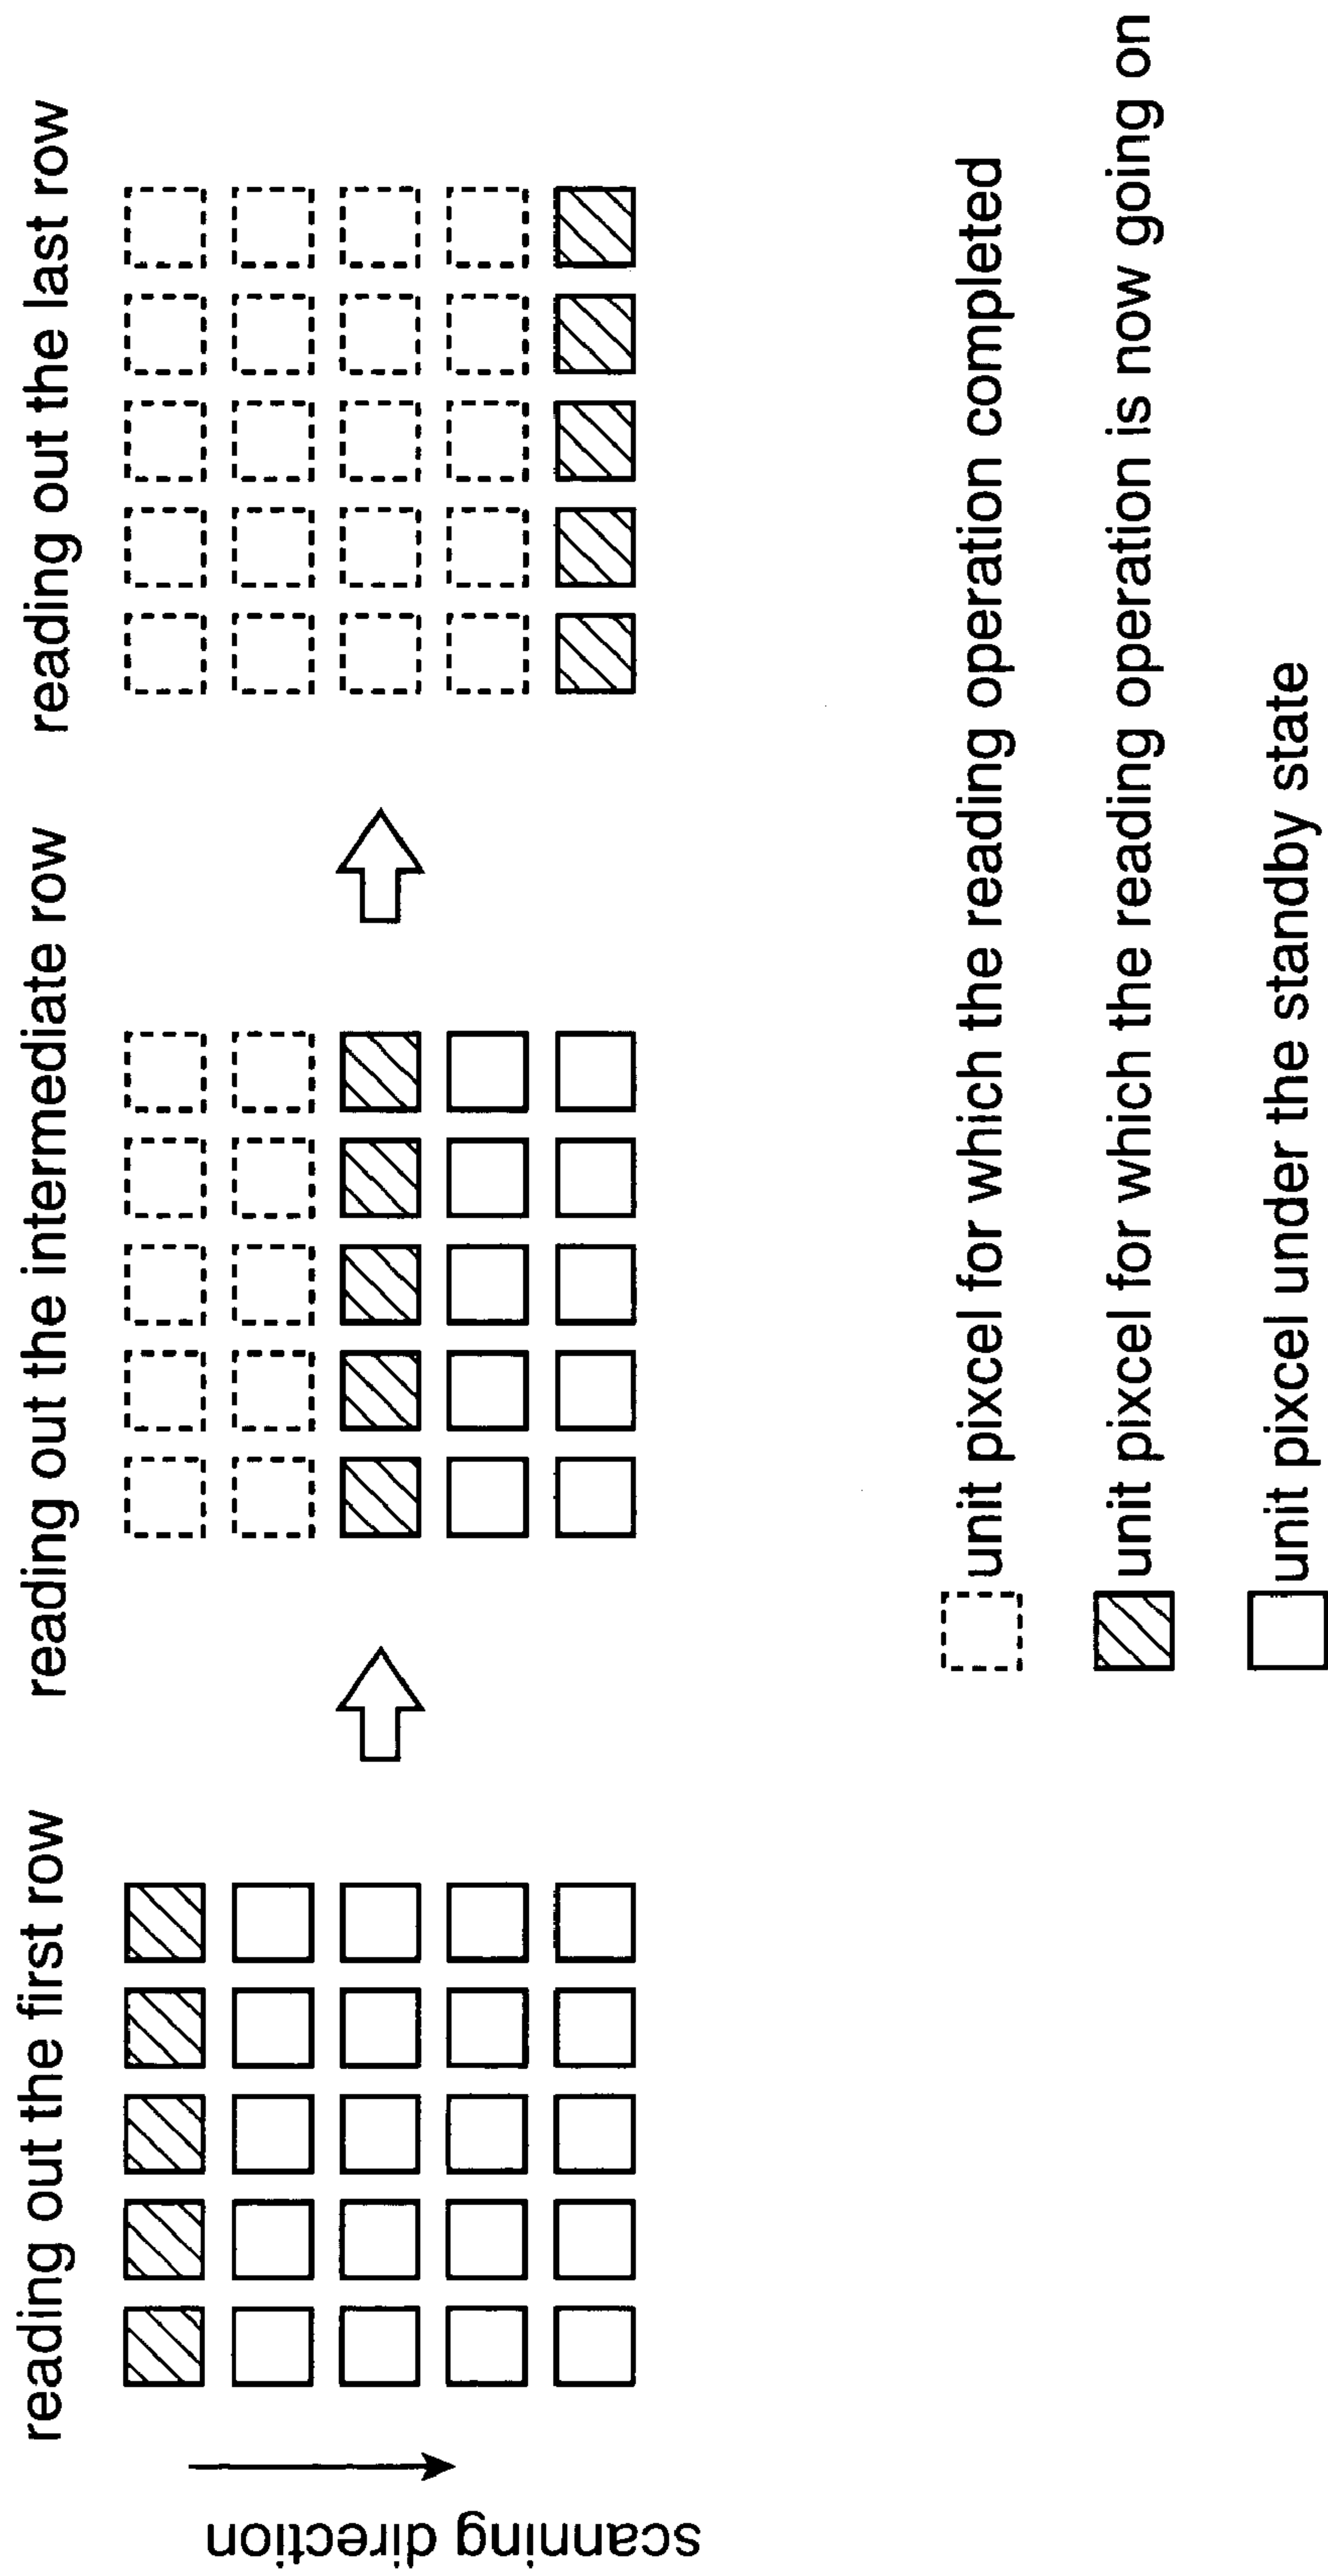 reading out the first row
reading out the intermediate row
reading out the last row
scanning direction
unit pixcel for which the reading operation completed
unit pixcel for which the reading operation is now going on
unit pixcel under the standby state